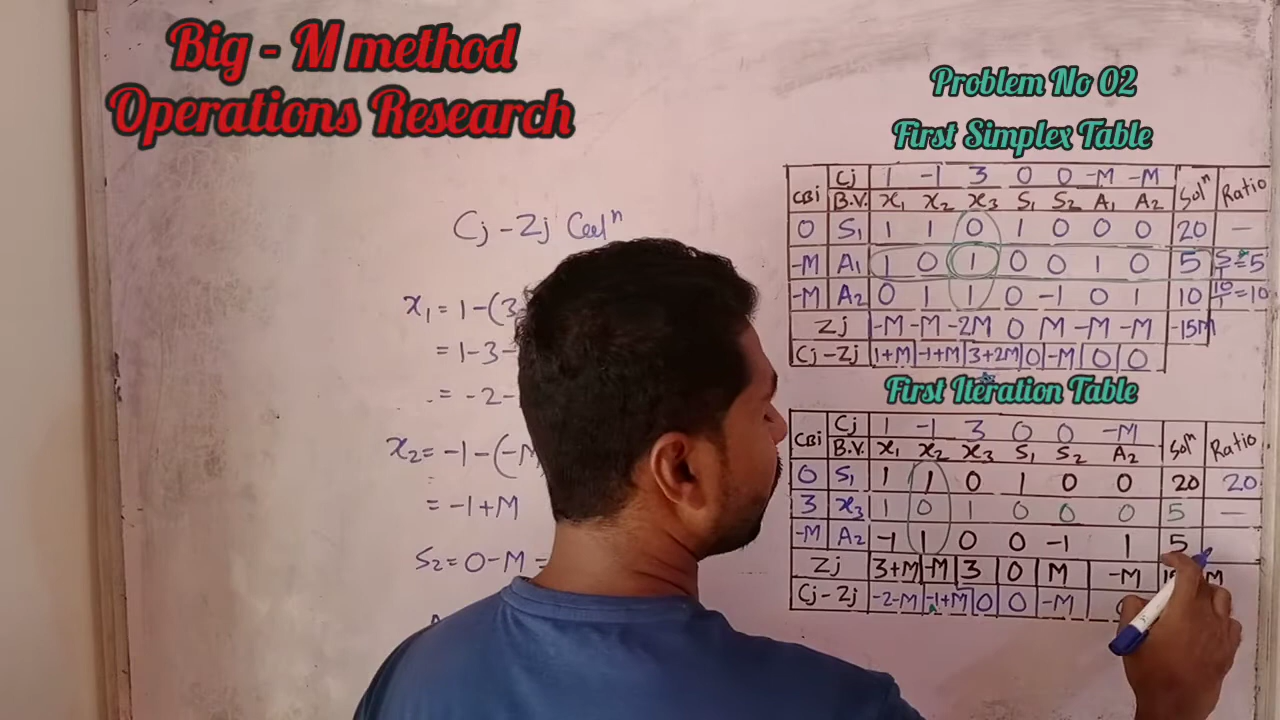 Big - M method
Operations Research
Problem No 02
First Simplex Table
CBi Cj 1 -1 3 0 0 -M -M Solⁿ Ratio
B.V. x₁ x₂ x₃ S₁ S₂ A₁ A₂
0 S₁ 1 1 0 1 0 0 0 20 —
-M A₁ 1 0 1 0 0 1 0 5 5/1=5
-M A₂ 0 1 1 0 -1 0 1 10 10/1=10
Zj -M -M -2M 0 M -M -M -15M
Cj-Zj 1+M -1+M 3+2M 0 -M 0 0
First Iteration Table
CBi Cj 1 -1 3 0 0 -M Solⁿ Ratio
B.V. x₁ x₂ x₃ S₁ S₂ A₂
0 S₁ 1 1 0 1 0 0 20 20
3 x₃ 1 0 1 0 0 0 5 —
-M A₂ -1 1 0 0 -1 1 5
Zj 3+M -M 3 0 M -M
Cj-Zj -2-M -1+M 0 0 -M
Cj - Zj
x₁ = 1-(3
= 1-3-
= -2-
x₂ = -1-(-M
= -1+M
S₂ = 0-M